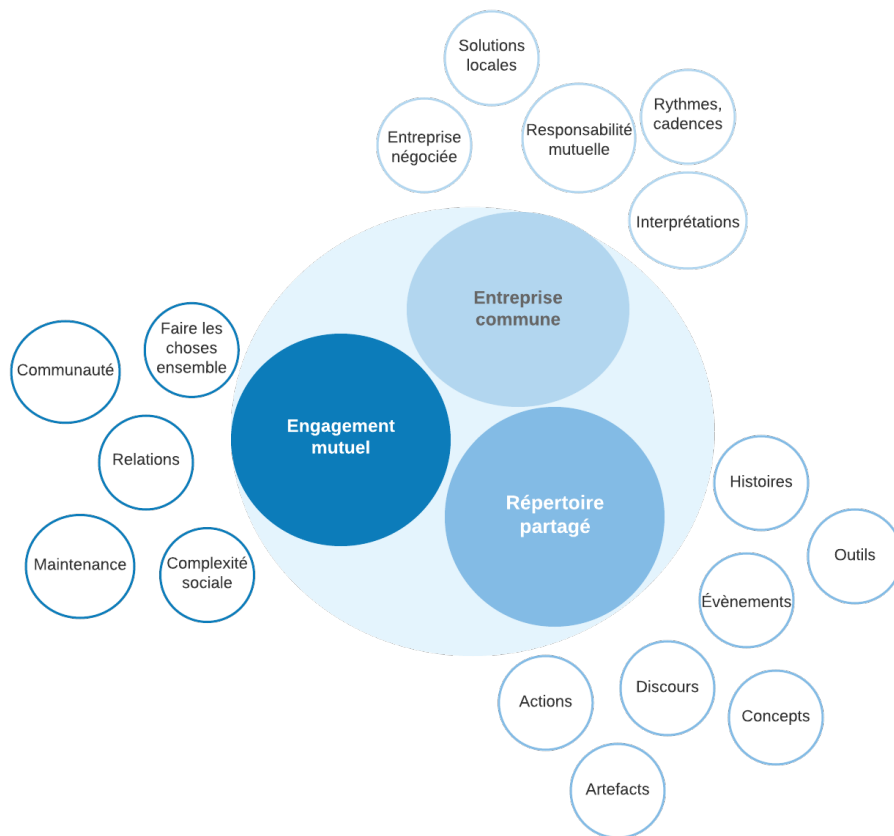 Solutions
locales
Rythmes,
cadences
Entreprise
négociée
Responsabilité
mutuelle
Interprétations
Entreprise
commune
Faire les
choses
ensemble
Communauté
Engagement
mutuel
Relations
Répertoire
partagé
Histoires
Outils
Maintenance
Complexité
sociale
Évènements
Actions
Discours
Concepts
Artefacts